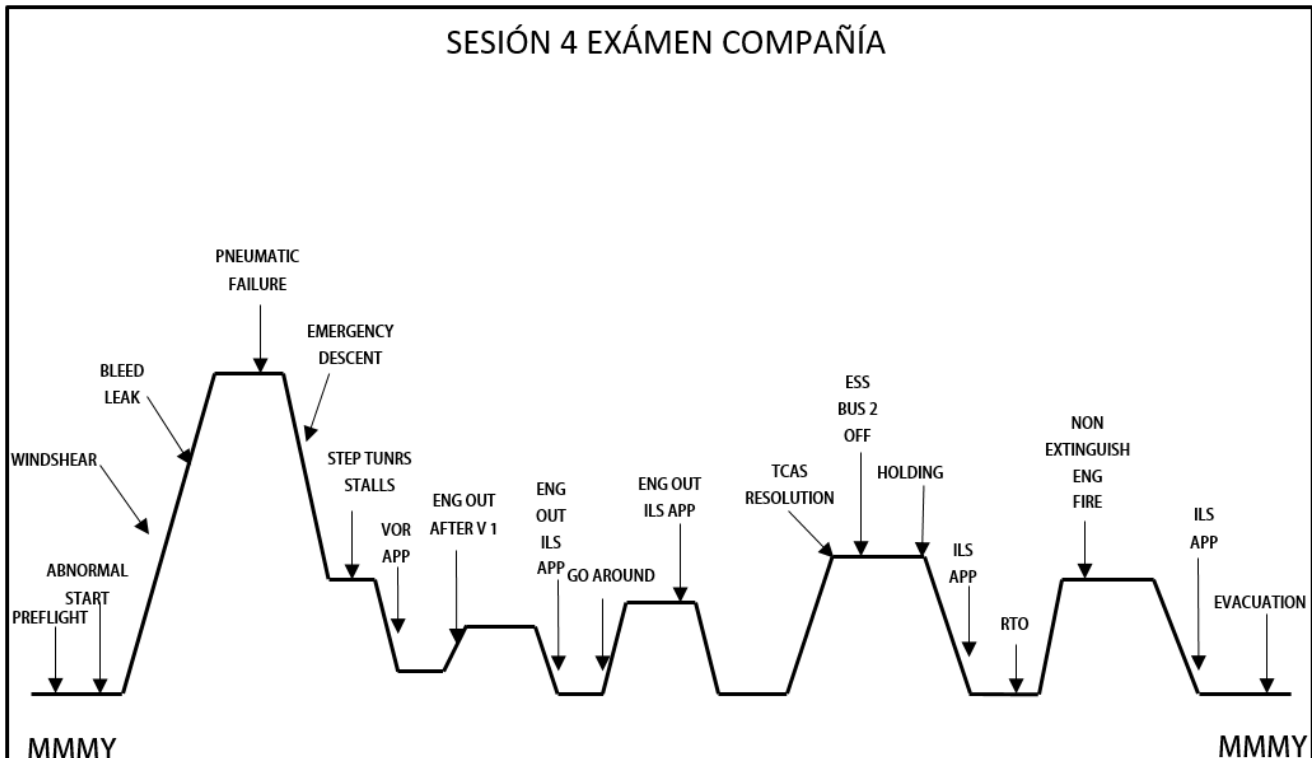 SESIÓN 4 EXÁMEN COMPAÑÍA
PNEUMATIC
FAILURE
EMERGENCY
DESCENT
BLEED
LEAK
WINDSHEAR
ABNORMAL
START
PREFLIGHT
STEP TUNRS
STALLS
VOR
APP
ENG OUT
AFTER V 1
ENG
OUT
ILS
APP
GO AROUND
ENG OUT
ILS APP
TCAS
RESOLUTION
ESS
BUS 2
OFF
HOLDING
ILS
APP
RTO
NON
EXTINGUISH
ENG
FIRE
ILS
APP
EVACUATION
MMMY
MMMY